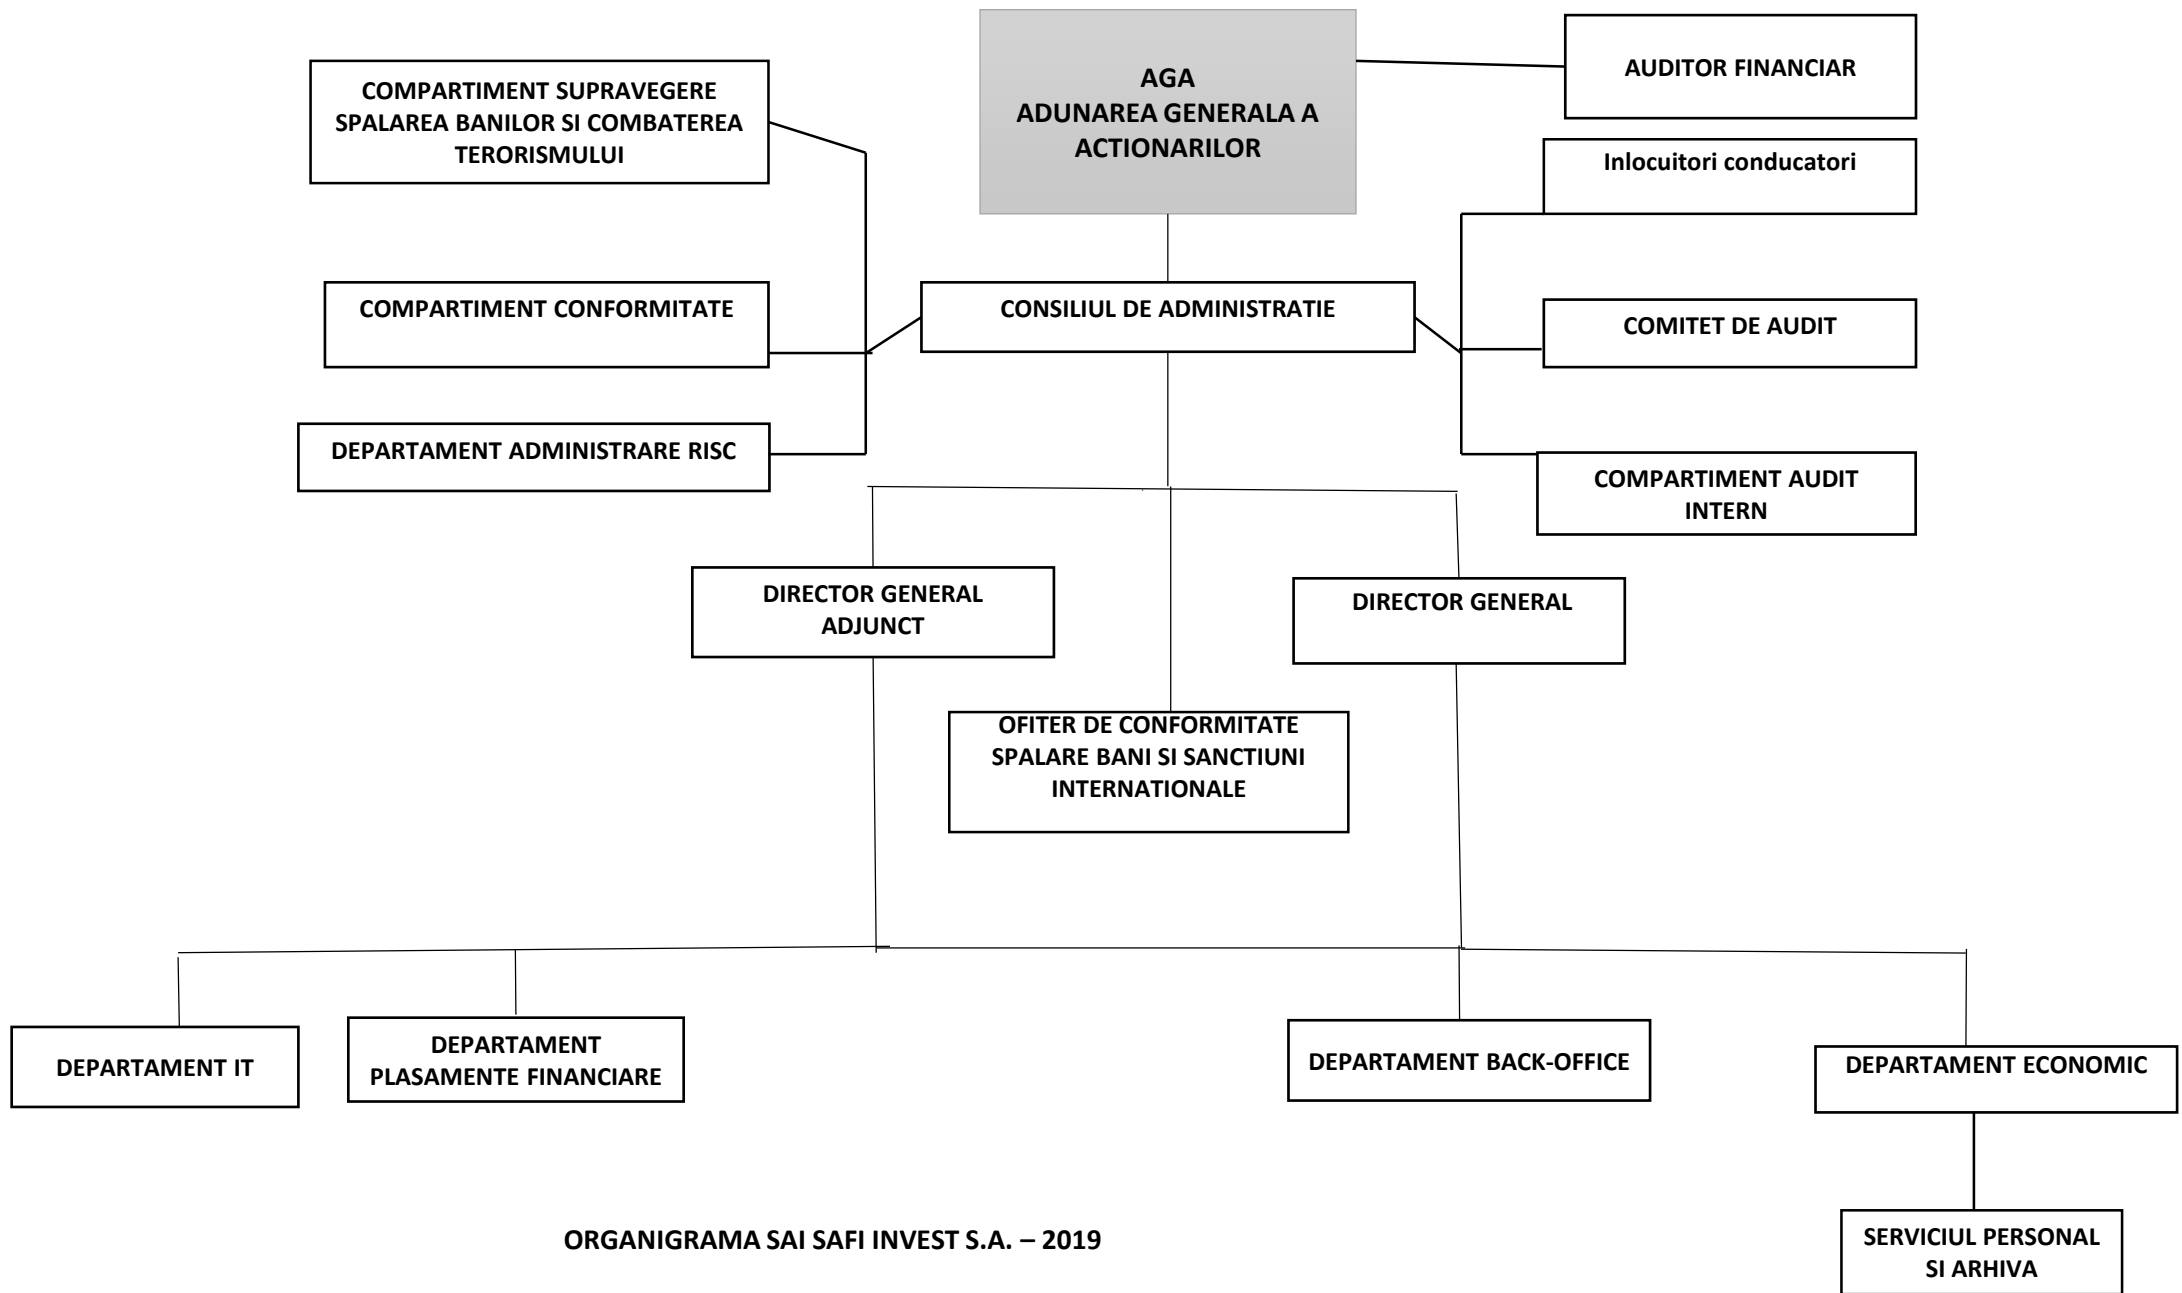 AGA
ADUNAREA GENERALA A
ACTIONARILOR
AUDITOR FINANCIAR
COMPARTIMENT SUPRAVEGERE
SPALAREA BANILOR SI COMBATEREA
TERORISMULUI
Inlocuitori conducatori
COMPARTIMENT CONFORMITATE
CONSILIUL DE ADMINISTRATIE
COMITET DE AUDIT
DEPARTAMENT ADMINISTRARE RISC
COMPARTIMENT AUDIT
INTERN
DIRECTOR GENERAL
ADJUNCT
DIRECTOR GENERAL
OFITER DE CONFORMITATE
SPALARE BANI SI SANCTIUNI
INTERNATIONALE
DEPARTAMENT IT
DEPARTAMENT
PLASAMENTE FINANCIARE
DEPARTAMENT BACK-OFFICE
DEPARTAMENT ECONOMIC
SERVICIUL PERSONAL
SI ARHIVA
ORGANIGRAMA SAI SAFI INVEST S.A. – 2019